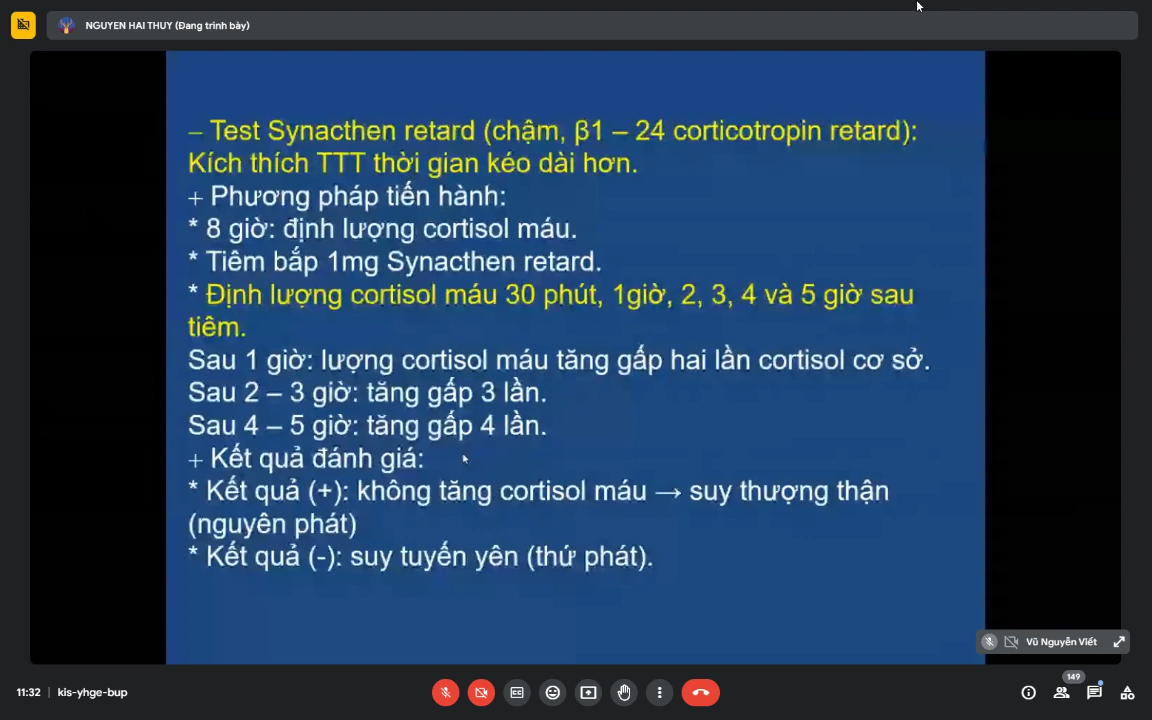 NGUYEN HAI THUY (Đang trình bày)
– Test Synacthen retard (chậm, β1 – 24 corticotropin retard):
Kích thích TTT thời gian kéo dài hơn.
+ Phương pháp tiến hành:
* 8 giờ: định lượng cortisol máu.
* Tiêm bắp 1mg Synacthen retard.
* Định lượng cortisol máu 30 phút, 1giờ, 2, 3, 4 và 5 giờ sau
tiêm.
Sau 1 giờ: lượng cortisol máu tăng gấp hai lần cortisol cơ sở.
Sau 2 – 3 giờ: tăng gấp 3 lần.
Sau 4 – 5 giờ: tăng gấp 4 lần.
+ Kết quả đánh giá:
* Kết quả (+): không tăng cortisol máu → suy thượng thận
(nguyên phát)
* Kết quả (-): suy tuyến yên (thứ phát).
Vũ Nguyễn Viết
149
11:32 | kis-yhge-bup